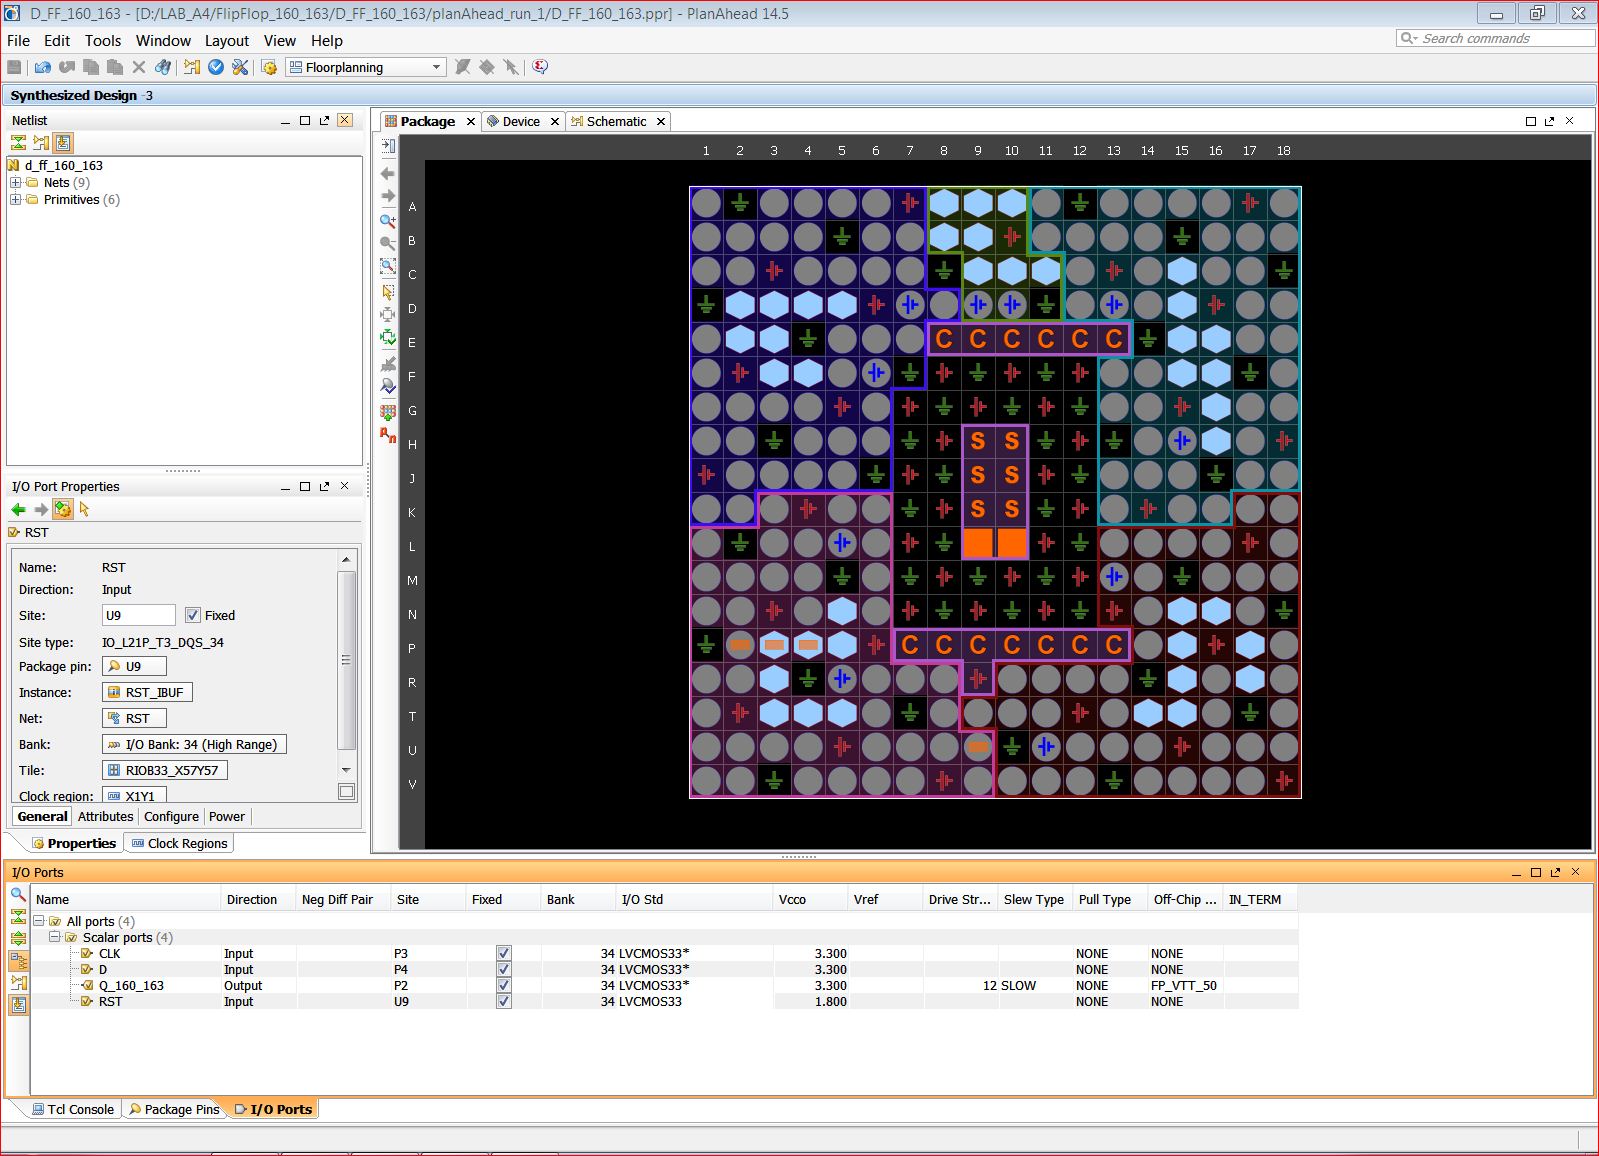 D_FF_160_163 - [D:/LAB_A4/FlipFlop_160_163/D_FF_160_163/planAhead_run_1/D_FF_160_163.ppr] - PlanAhead 14.5
File Edit Tools Window Layout View Help
Search commands
Floorplanning
Synthesized Design -3
Netlist
d_ff_160_163
Nets (9)
Primitives (6)
I/O Port Properties
RST
Name: RST
Direction: Input
Site: U9 Fixed
Site type: IO_L21P_T3_DQS_34
Package pin: U9
Instance: RST_IBUF
Net: RST
Bank: I/O Bank: 34 (High Range)
Tile: RIOB33_X57Y57
Clock region: X1Y1
General Attributes Configure Power
Properties Clock Regions
Package Device Schematic
1 2 3 4 5 6 7 8 9 10 11 12 13 14 15 16 17 18
A
B
C
D
E C C C C C C
F
G
H S S
J S S
K S S
L
M
N
P C C C C C C C
R
T
U
V
I/O Ports
Name Direction Neg Diff Pair Site Fixed Bank I/O Std Vcco Vref Drive Str... Slew Type Pull Type Off-Chip ... IN_TERM
All ports (4)
Scalar ports (4)
CLK Input P3 34 LVCMOS33* 3.300 NONE NONE
D Input P4 34 LVCMOS33* 3.300 NONE NONE
Q_160_163 Output P2 34 LVCMOS33* 3.300 12 SLOW NONE FP_VTT_50
RST Input U9 34 LVCMOS33 1.800 NONE NONE
Tcl Console Package Pins I/O Ports